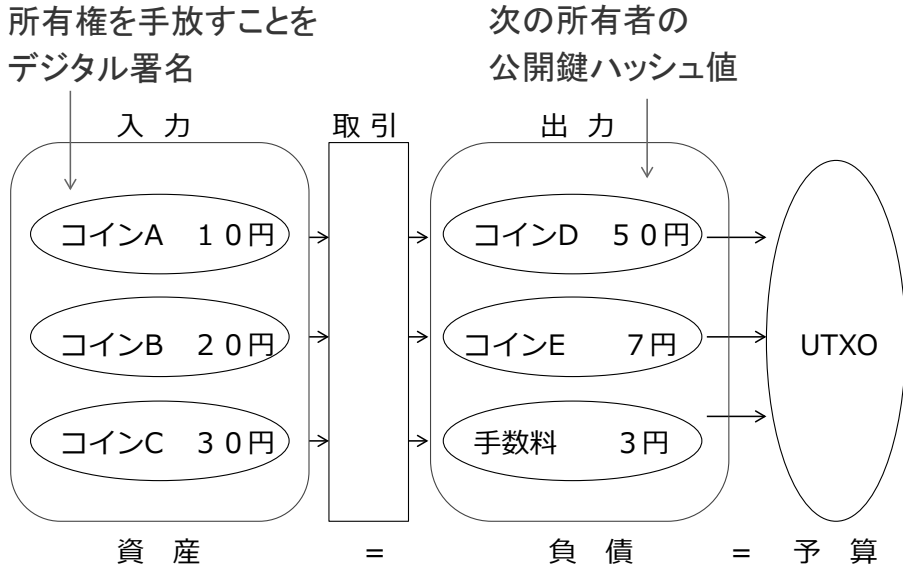 所有権を手放すことを
デジタル署名
次の所有者の
公開鍵ハッシュ値
入 力
取 引
出 力
コインA １０円
コインD ５０円
コインB ２０円
コインE ７円
UTXO
コインC ３０円
手数料 ３円
資 産 = 負 債 = 予 算